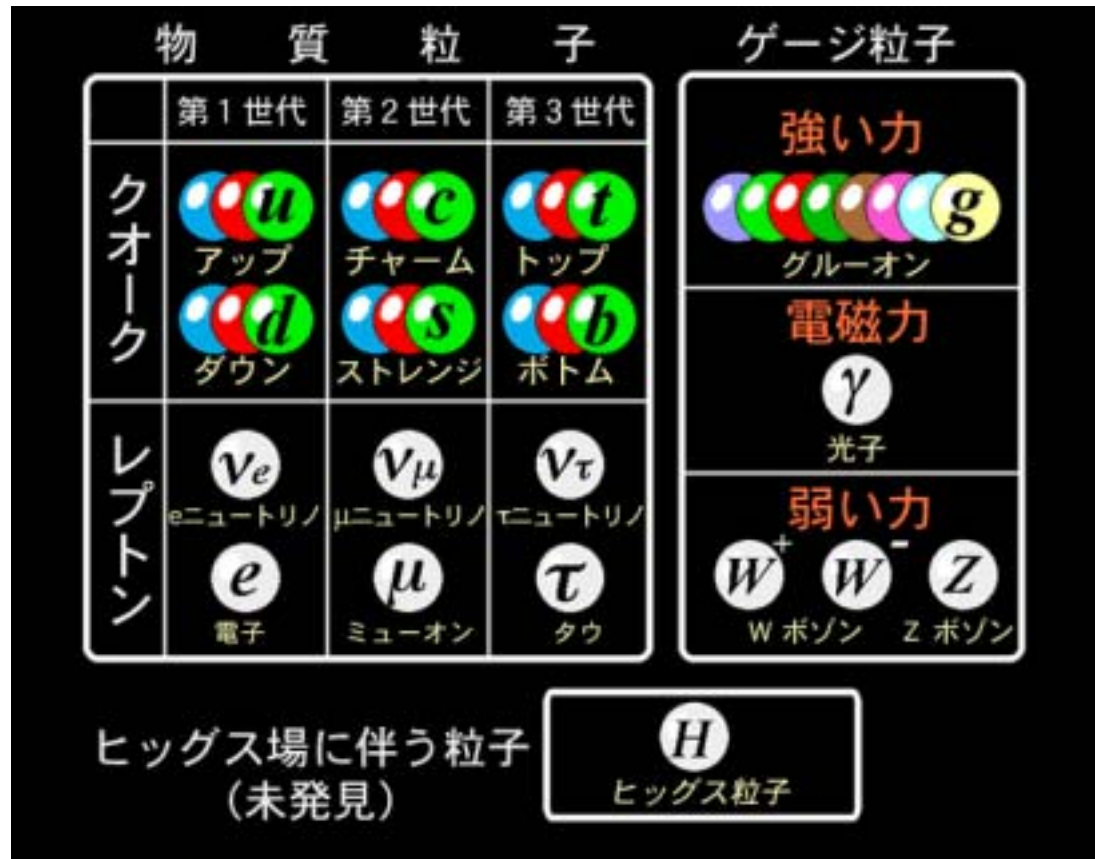 物質粒子
ゲージ粒子
第1世代 第2世代 第3世代
クオーク
u c t
アップ チャーム トップ
d s b
ダウン ストレンジ ボトム
レプトン
νe νμ ντ
eニュートリノ μニュートリノ τニュートリノ
e μ τ
電子 ミューオン タウ
強い力
g
グルーオン
電磁力
γ
光子
弱い力
W+ W- Z
W ボゾン Z ボゾン
ヒッグス場に伴う粒子
(未発見)
H
ヒッグス粒子